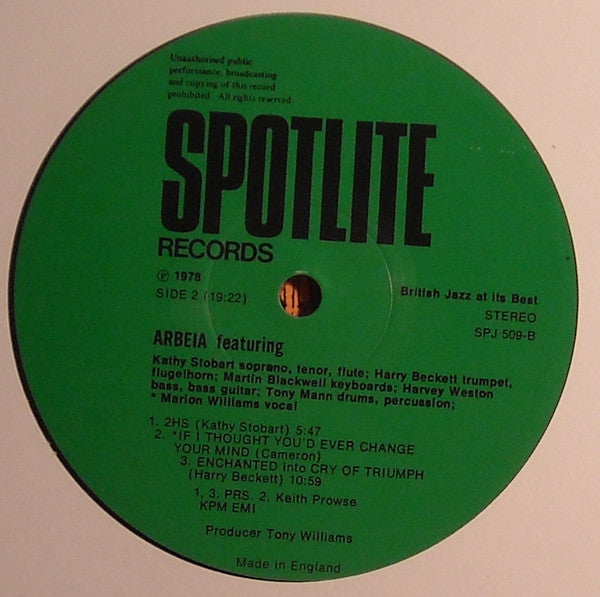 Unauthorised public
performance, broadcasting
and copying of this record
prohibited. All rights reserved
SPOTLITE
RECORDS
Ⓟ 1978
SIDE 2 (19:22)
British Jazz at its Best
STEREO
SPJ 509-B
ARBEIA featuring
Kathy Stobart soprano, tenor, flute; Harry Beckett trumpet,
flugelhorn; Martin Blackwell keyboards; Harvey Weston
bass, bass guitar; Tony Mann drums, percussion;
* Marion Williams vocal
1. 2HS (Kathy Stobart) 5:47
2. *IF I THOUGHT YOU'D EVER CHANGE
YOUR MIND (Cameron)
3. ENCHANTED into CRY OF TRIUMPH
(Harry Beckett) 10:59
1, 3. PRS. 2. Keith Prowse
KPM EMI
Producer Tony Williams
Made in England